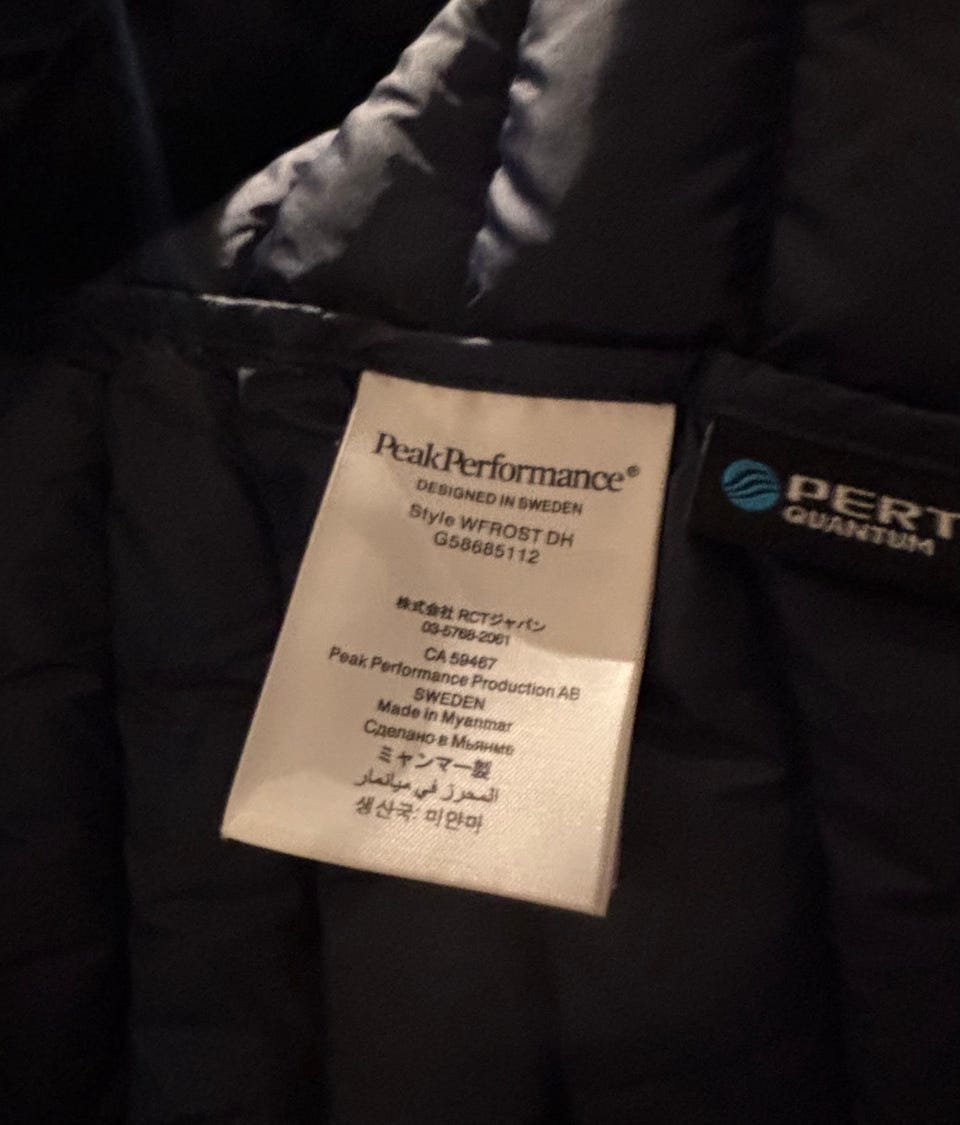 PeakPerformance®
DESIGNED IN SWEDEN
Style WFROST DH
G58685112
株式会社 RCTジャパン
03-5768-2061
CA 59467
Peak Performance Production AB
SWEDEN
Made in Myanmar
Сделано в Мьянме
ミャンマー製
المحرز في ميانمار
생산국: 미얀마
PERT
QUANTUM